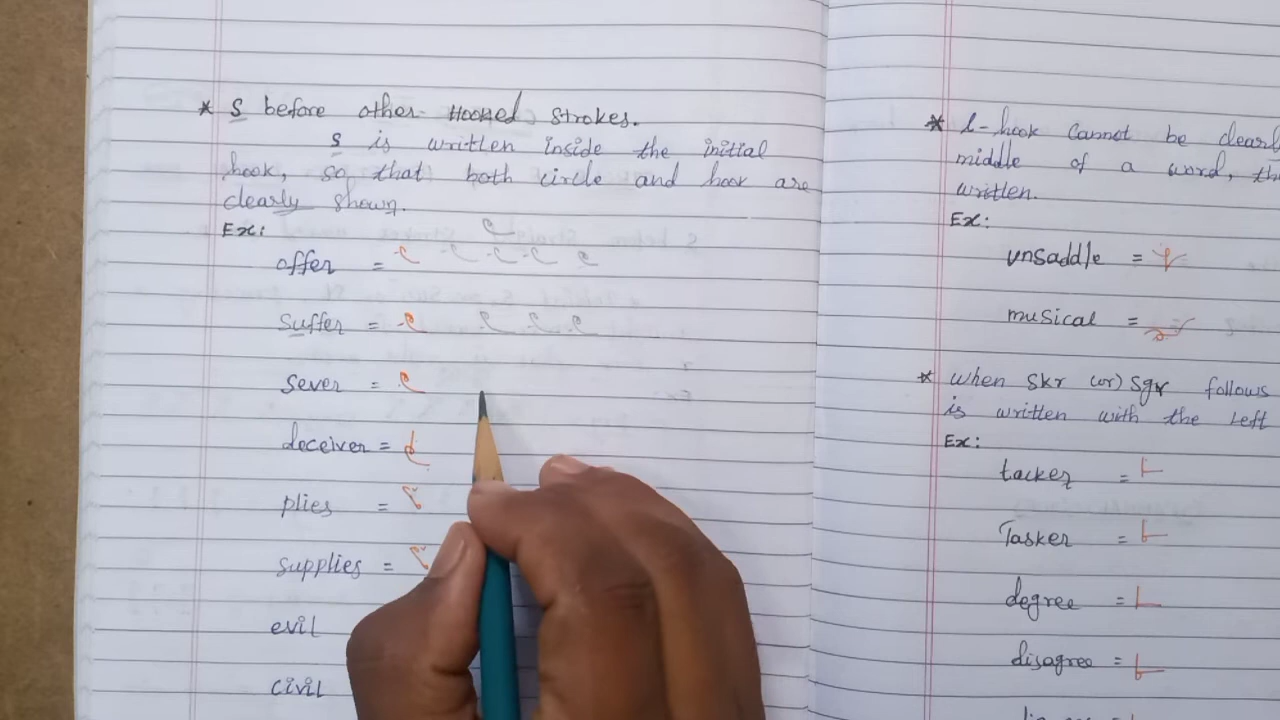 * S before other Hooked strokes.
S is written inside the initial
hook, so that both circle and hook are
clearly shown.
Ex:
offer =
Suffer =
Sever =
deceiver =
plies =
supplies =
evil
civil
* L-hook cannot be
middle of a word,
written.
Ex:
unsaddle =
musical =
* when skr (or) sgr follows
is written with the left
Ex:
tacker =
Tasker =
degree =
disagree =